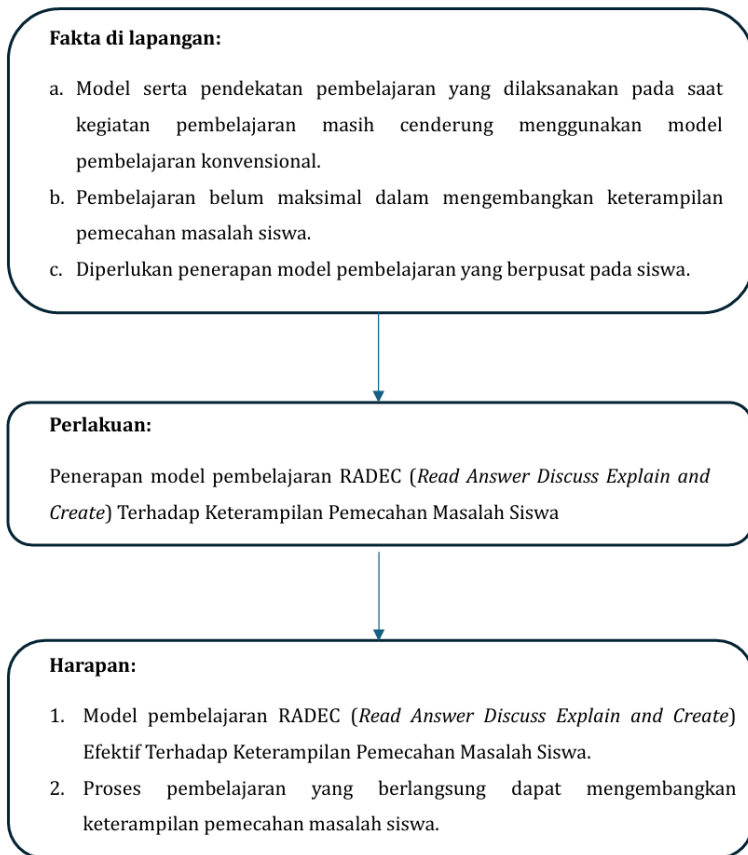 Fakta di lapangan:
a. Model serta pendekatan pembelajaran yang dilaksanakan pada saat
kegiatan pembelajaran masih cenderung menggunakan model
pembelajaran konvensional.
b. Pembelajaran belum maksimal dalam mengembangkan keterampilan
pemecahan masalah siswa.
c. Diperlukan penerapan model pembelajaran yang berpusat pada siswa.
Perlakuan:
Penerapan model pembelajaran RADEC (Read Answer Discuss Explain and
Create) Terhadap Keterampilan Pemecahan Masalah Siswa
Harapan:
1. Model pembelajaran RADEC (Read Answer Discuss Explain and Create)
Efektif Terhadap Keterampilan Pemecahan Masalah Siswa.
2. Proses pembelajaran yang berlangsung dapat mengembangkan
keterampilan pemecahan masalah siswa.